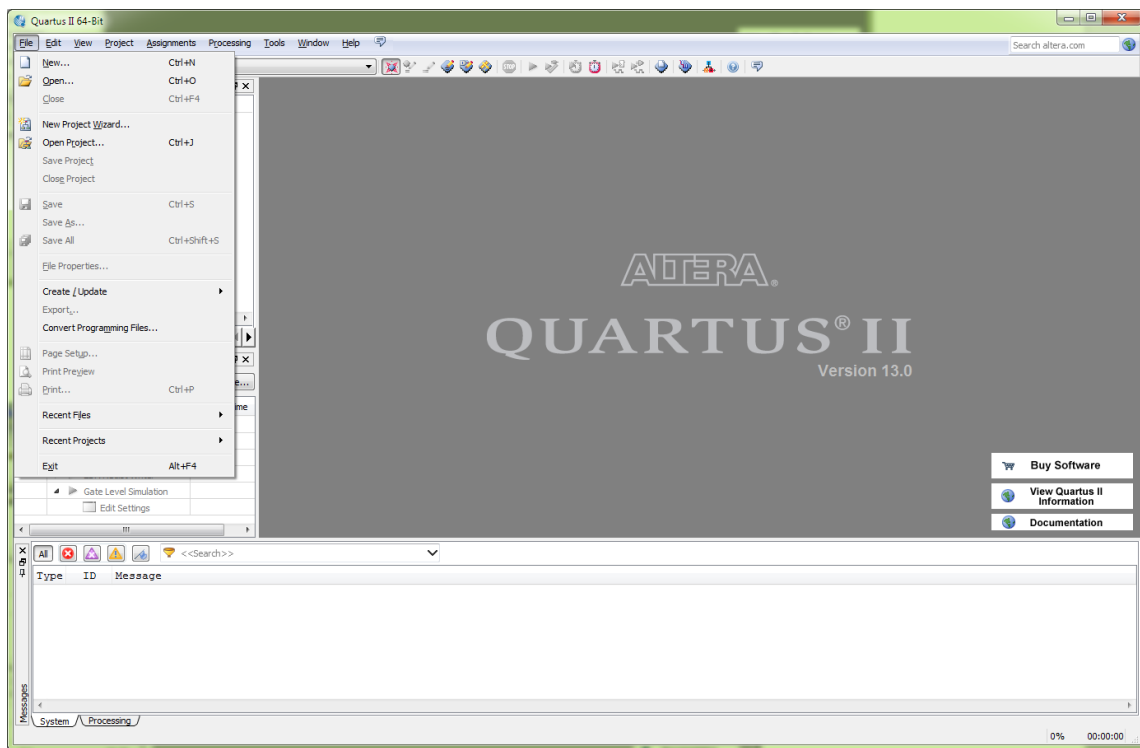 Quartus II 64-Bit
File Edit View Project Assignments Processing Tools Window Help
Search altera.com
New... Ctrl+N
Open... Ctrl+O
Close Ctrl+F4
New Project Wizard...
Open Project... Ctrl+J
Save Project
Close Project
Save Ctrl+S
Save As...
Save All Ctrl+Shift+S
File Properties...
Create / Update
Export...
Convert Programming Files...
Page Setup...
Print Preview
Print... Ctrl+P
Recent Files
Recent Projects
Exit Alt+F4
Gate Level Simulation
Edit Settings
ALTERA®
QUARTUS® II
Version 13.0
Buy Software
View Quartus II
Information
Documentation
All <<Search>>
Type ID Message
Messages
System Processing
0% 00:00:00